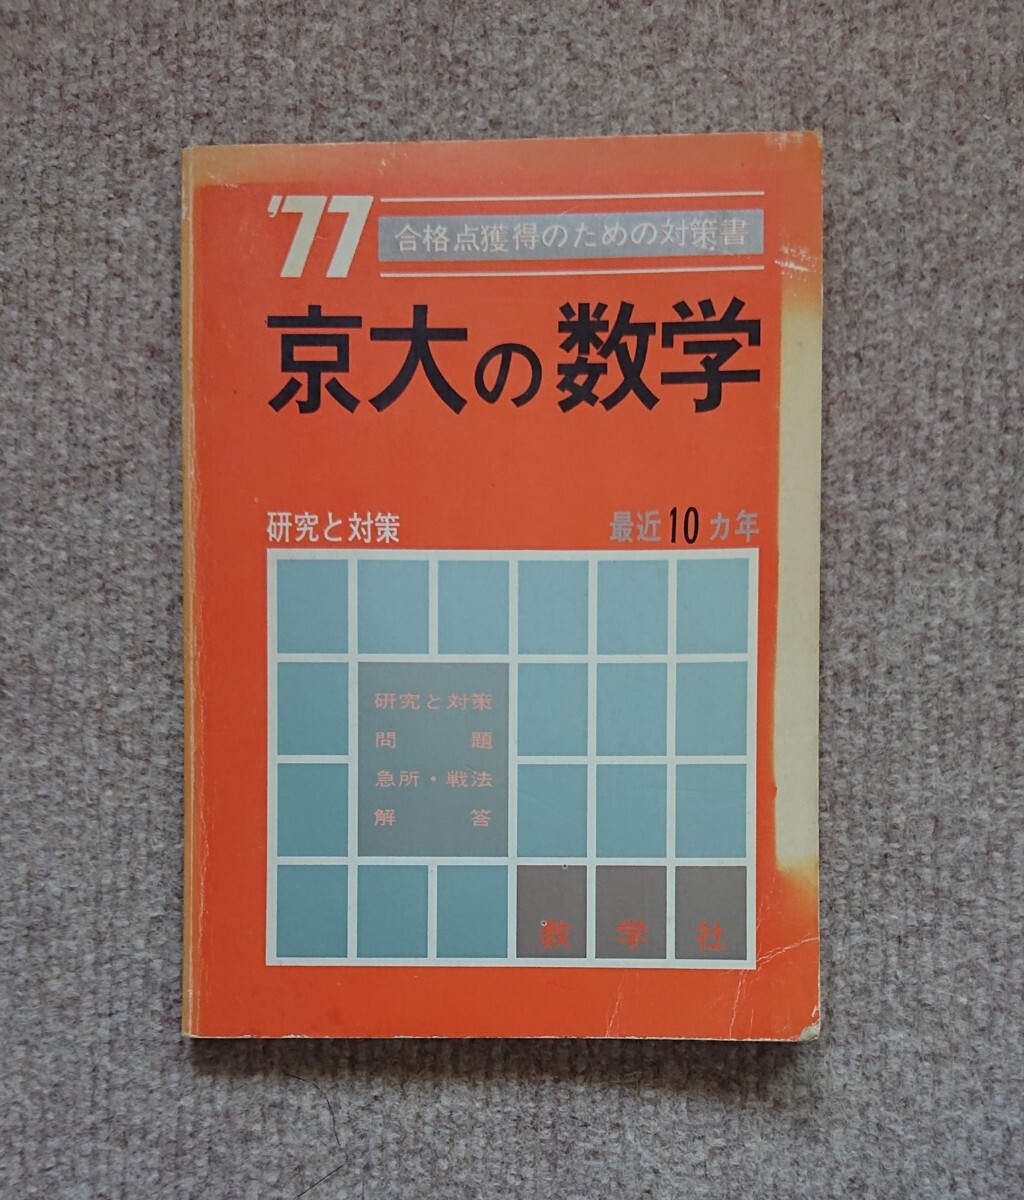 '77
合格点獲得のための対策書
京大の数学
研究と対策
最近10カ年
研究と対策
問題
急所・戦法
解答
教学社